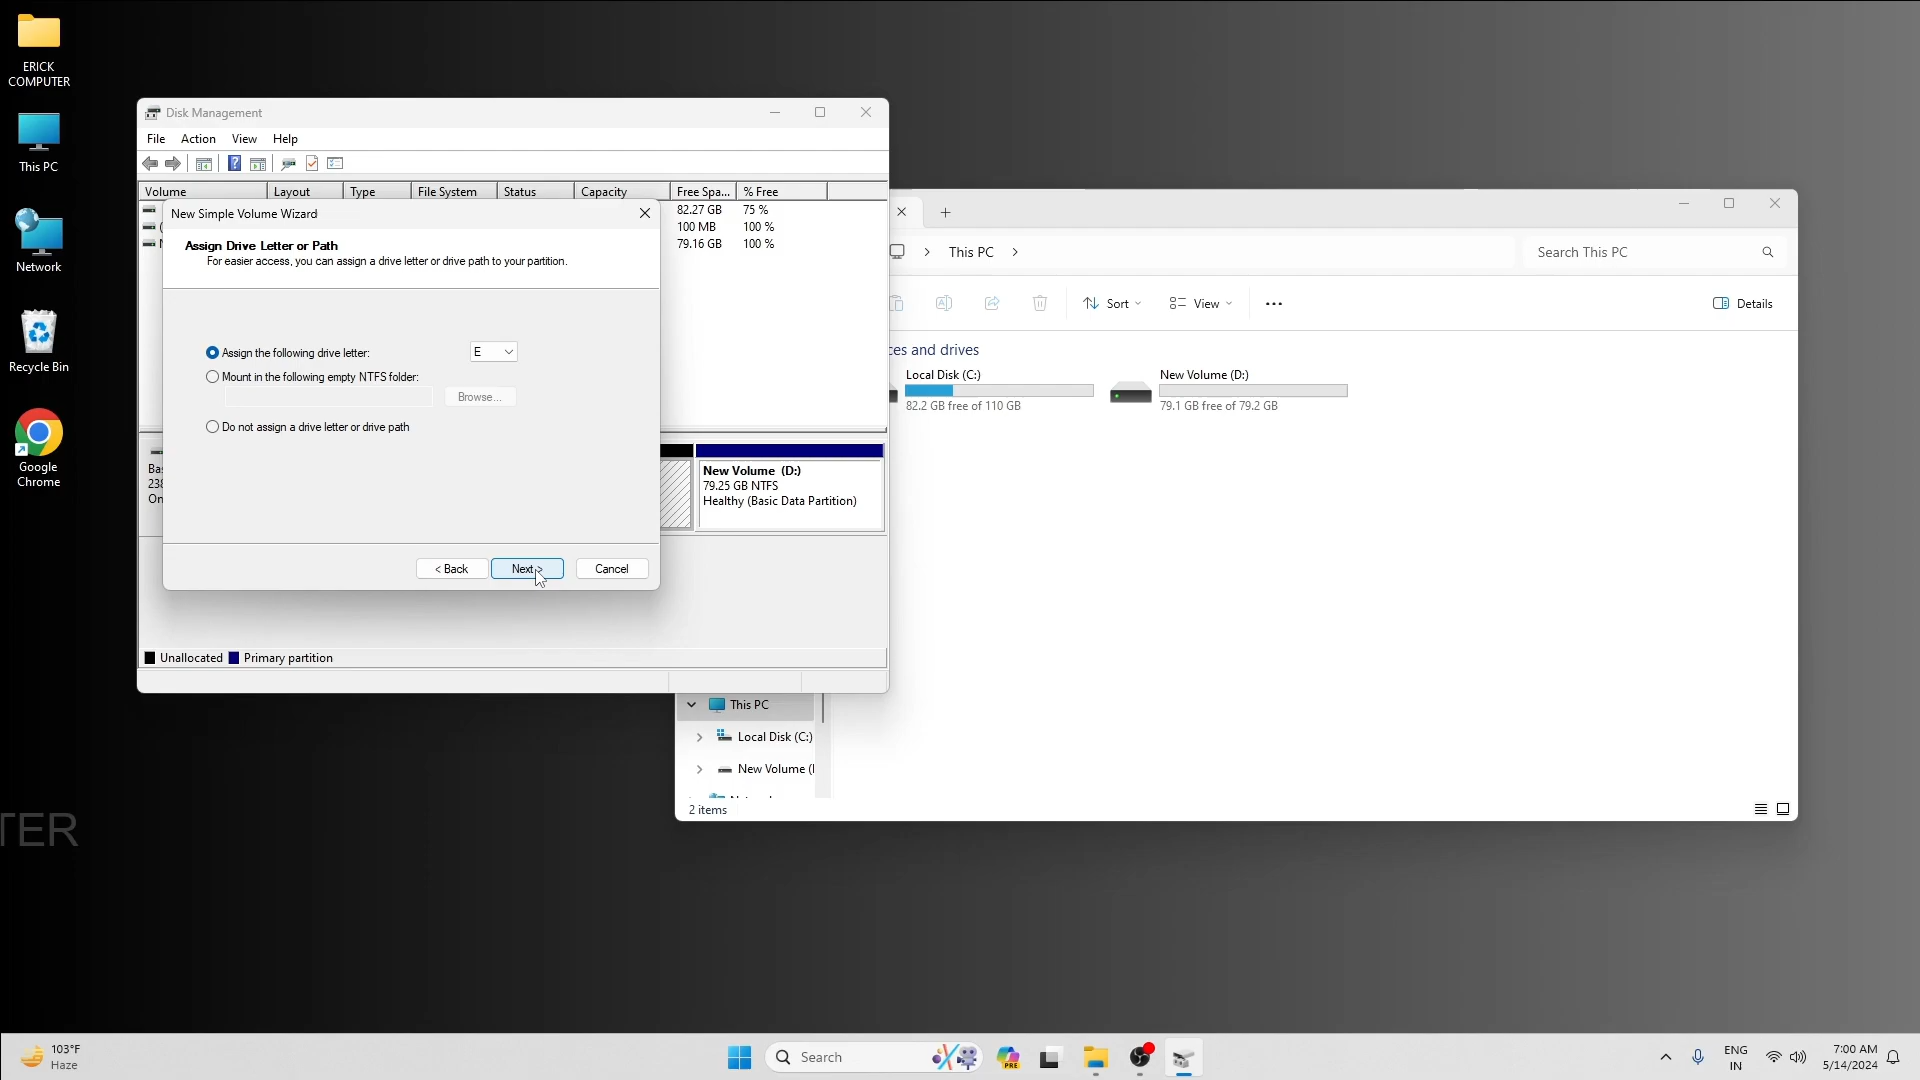 ERICK
COMPUTER
This PC
Network
Recycle Bin
Google
Chrome
Disk Management
File Action View Help
Volume Layout Type File System Status Capacity Free Spa... % Free
82.27 GB 75 %
100 MB 100 %
79.16 GB 100 %
New Simple Volume Wizard
Assign Drive Letter or Path
For easier access, you can assign a drive letter or drive path to your partition.
Assign the following drive letter: E
Mount in the following empty NTFS folder:
Browse...
Do not assign a drive letter or drive path
< Back Next > Cancel
Bas
238
On
New Volume (D:)
79.25 GB NTFS
Healthy (Basic Data Partition)
Unallocated Primary partition
This PC
Search This PC
Sort View
Details
ces and drives
Local Disk (C:)
82.2 GB free of 110 GB
New Volume (D:)
79.1 GB free of 79.2 GB
This PC
Local Disk (C:)
New Volume (
2 items
TER
103°F
Haze
Search
PRE
ENG
IN
7:00 AM
5/14/2024